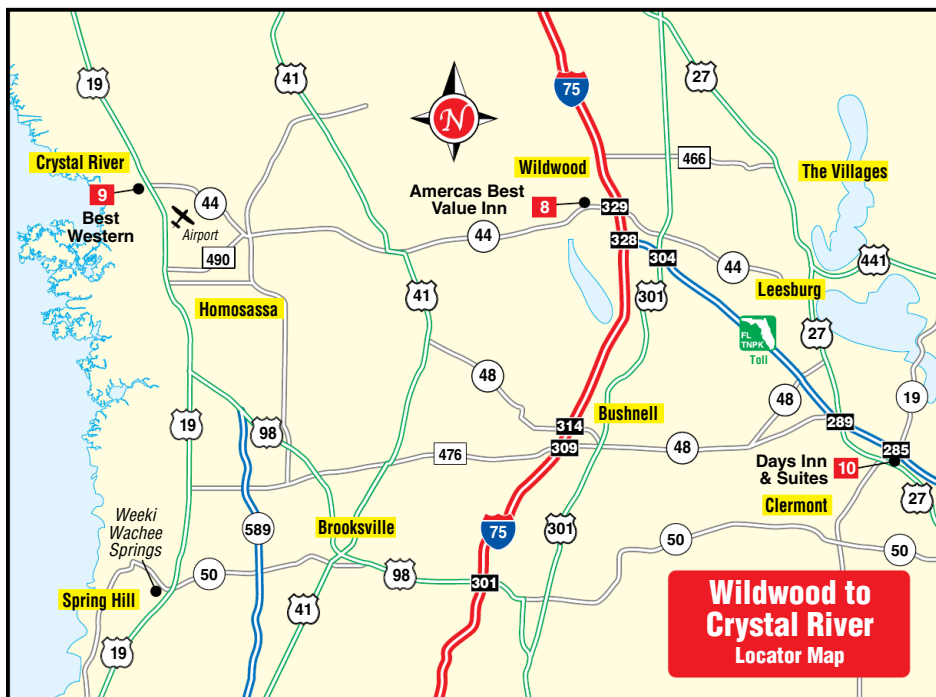 19
41
75
27
N
Crystal River
Wildwood
466
The Villages
9
Best
Western
44
Airport
490
Amercas Best
Value Inn
8
329
44
328
304
44
441
41
301
Homosassa
Leesburg
FL
TNPK
Toll
27
48
19
98
48
19
Bushnell
314
309
476
48
289
285
Days Inn
& Suites
10
27
Clermont
Weeki
Wachee
Springs
589
Brooksville
75
301
50
50
Spring Hill
50
98
301
41
19
Wildwood to
Crystal River
Locator Map